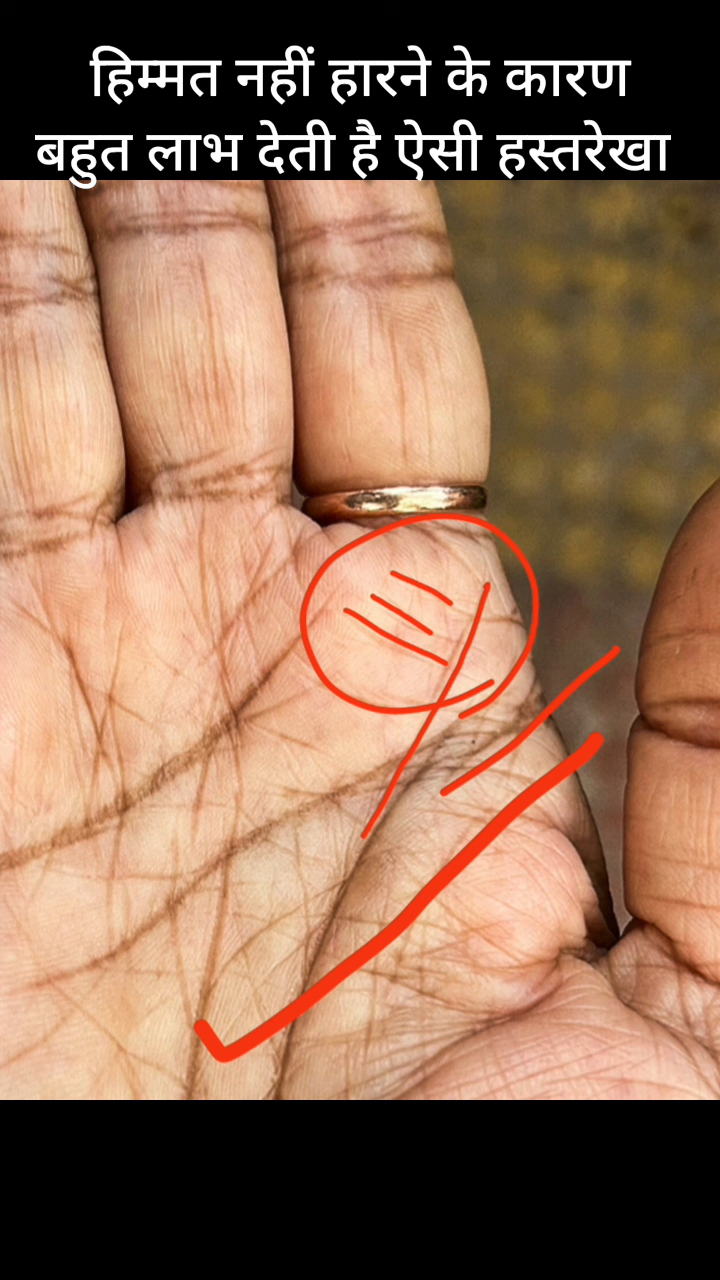 हिम्मत नहीं हारने के कारण
बहुत लाभ देती है ऐसी हस्तरेखा